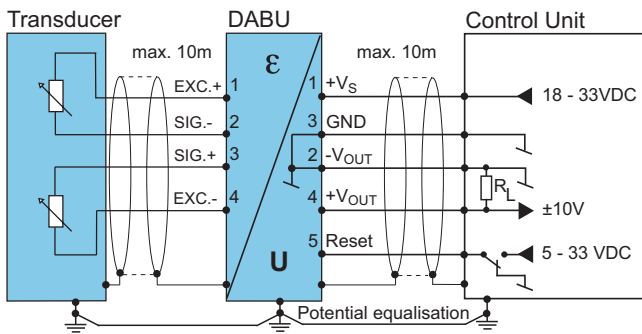 Transducer DABU Control Unit
max. 10m max. 10m
ε
EXC.+ 1 1 +VS 18 - 33VDC
SIG.- 2 3 GND
SIG.+ 3 2 -VOUT
RL
EXC.- 4 4 +VOUT ±10V
U 5 Reset 5 - 33 VDC
Potential equalisation